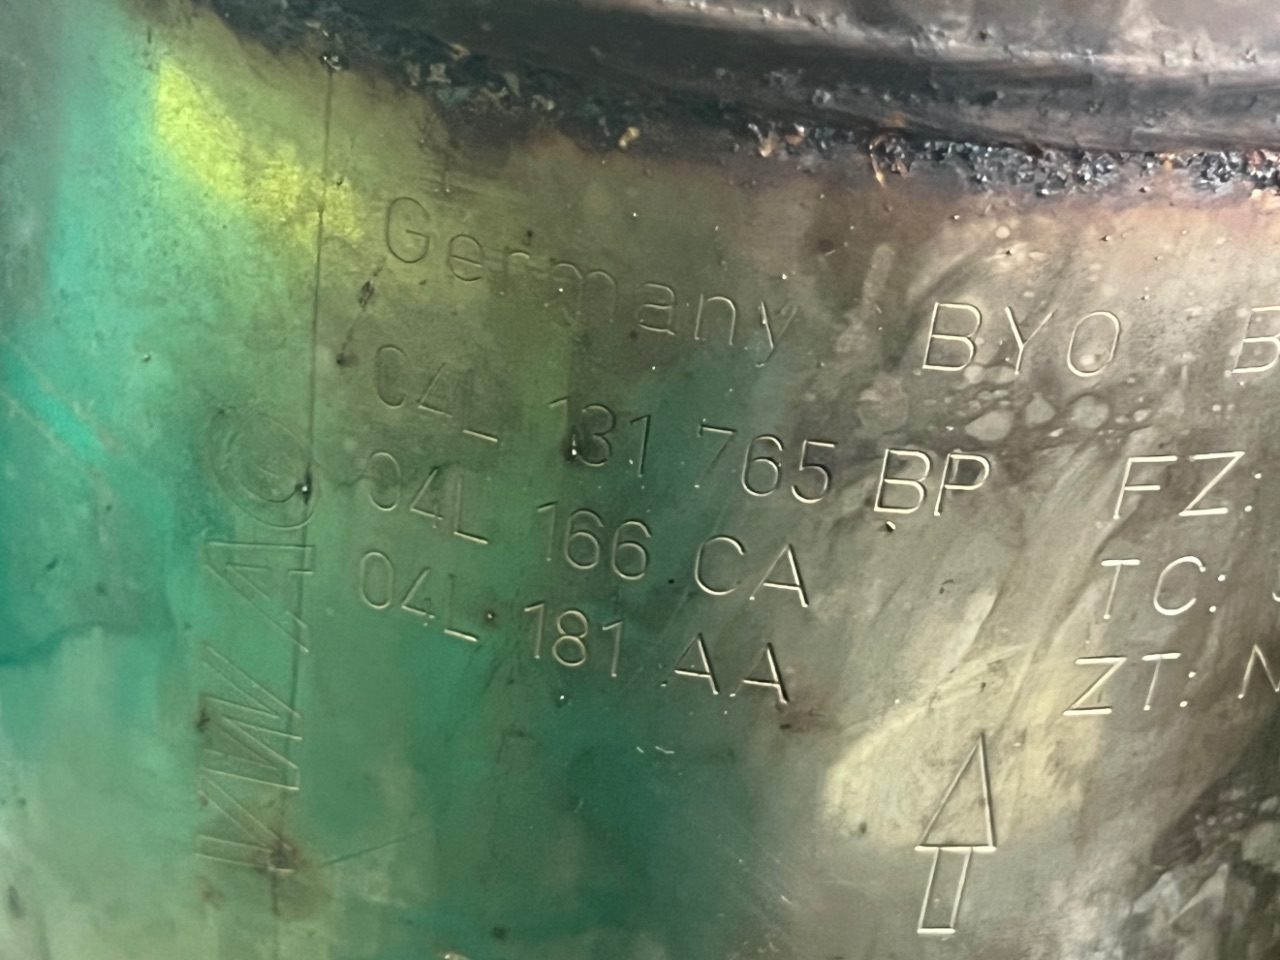 Germany BYO B
04L 131 765 BP FZ:
04L 166 CA TC:
04L 181 AA ZT: N
VW AG